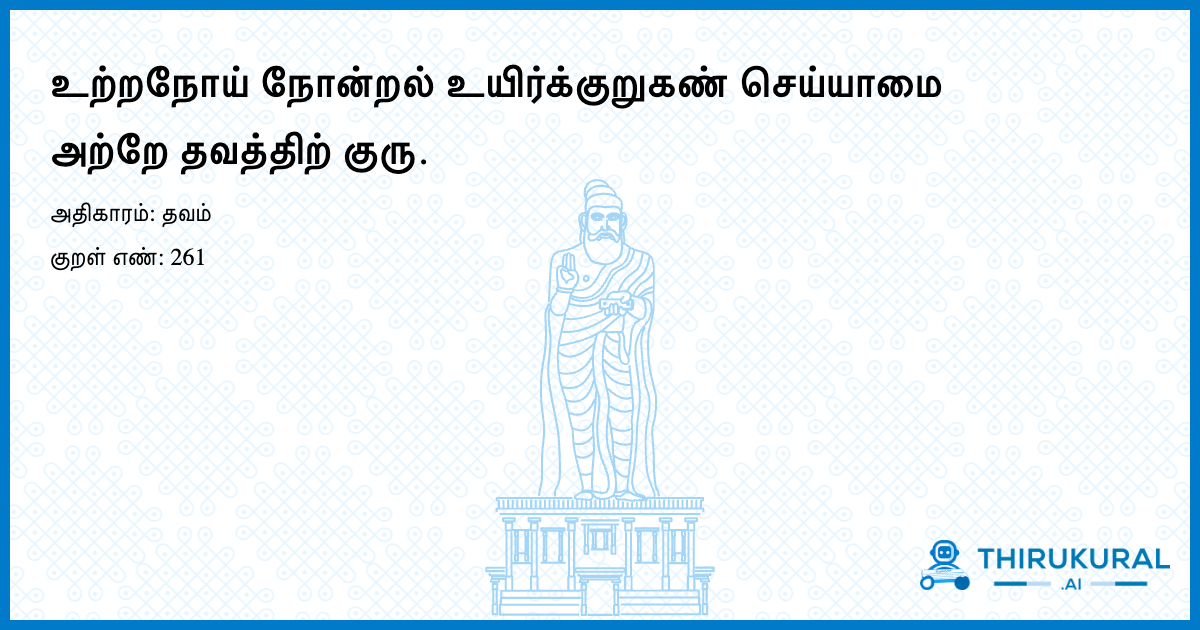 உற்றநோய் நோன்றல் உயிர்க்குறுகண் செய்யாமை
அற்றே தவத்திற் குரு.
அதிகாரம்: தவம்
குறள் எண்: 261
THIRUKURAL
.AI